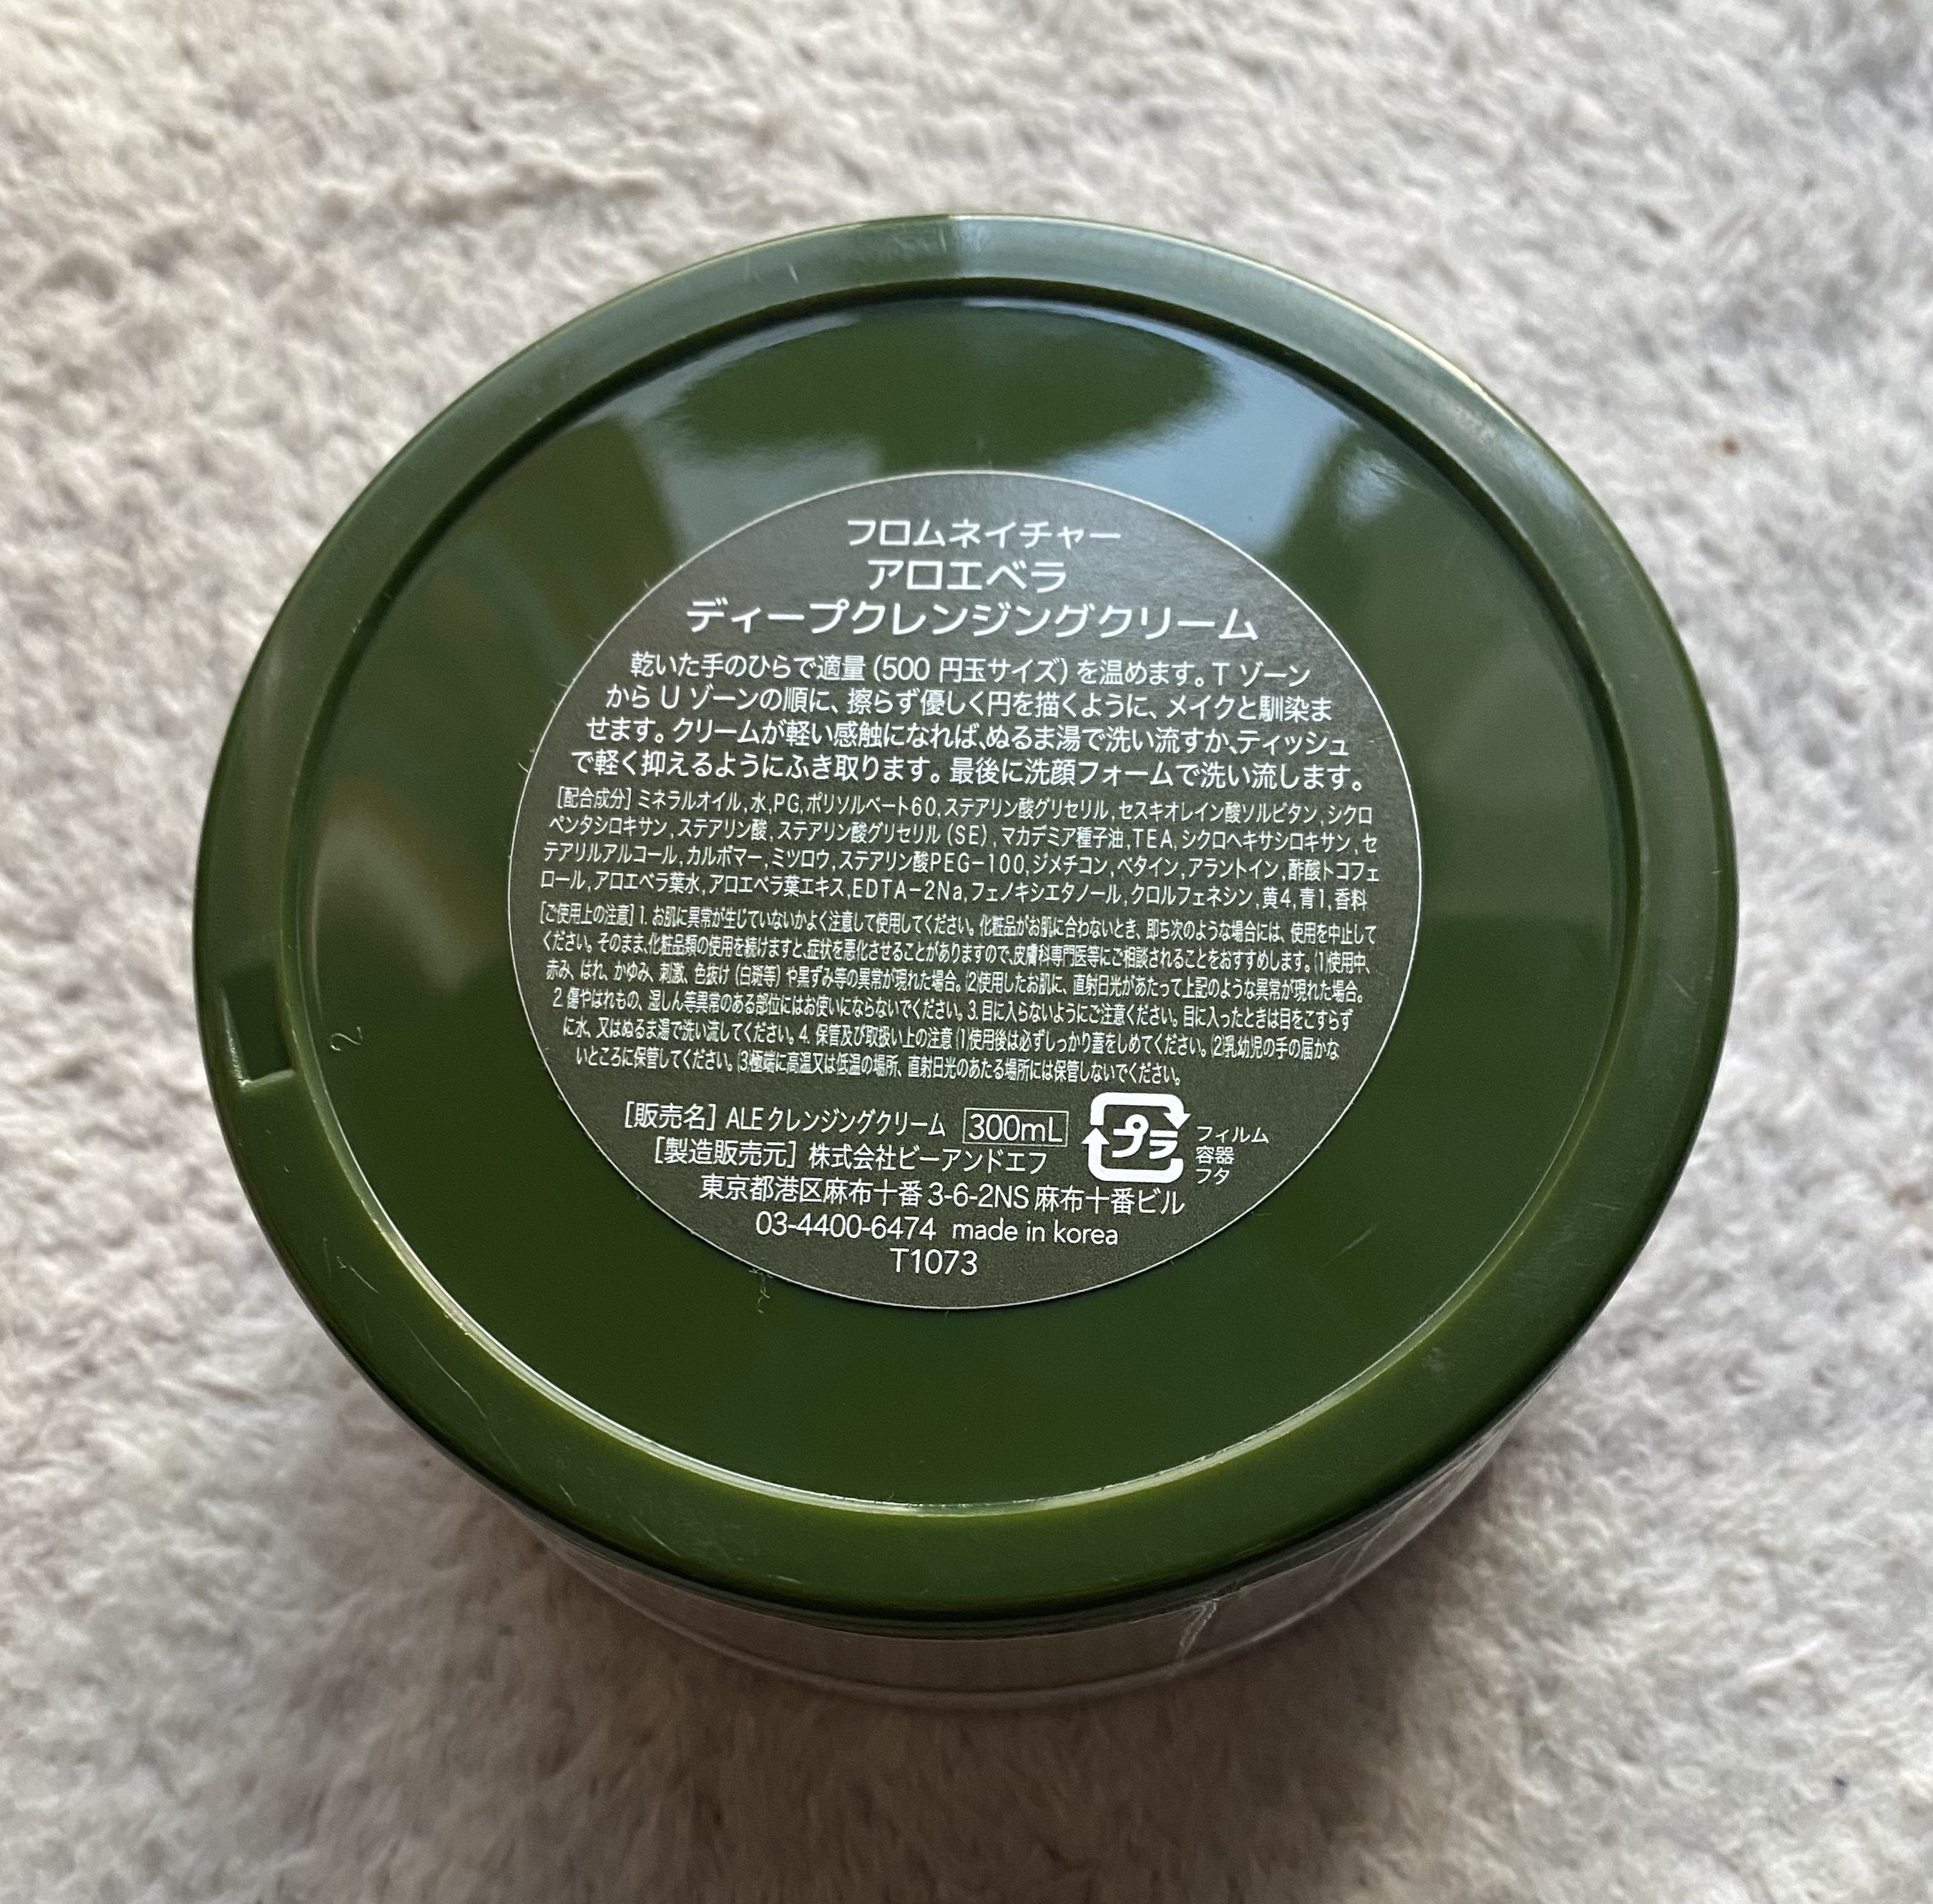 フロムネイチャー
アロエベラ
ディープクレンジングクリーム
乾いた手のひらで適量 (500 円玉サイズ) を温めます。T ゾーン
から U ゾーンの順に、擦らず優しく円を描くように、メイクと馴染ま
せます。クリームが軽い感触になれば、ぬるま湯で洗い流すか、ティッシュ
で軽く抑えるようにふき取ります。最後に洗顔フォームで洗い流します。
[配合成分] ミネラルオイル,水,PG,ポリソルベート60,ステアリン酸グリセリル,セスキオレイン酸ソルビタン,シクロ
ペンタシロキサン,ステアリン酸,ステアリン酸グリセリル (SE),マカデミア種子油,TEA,シクロヘキサシロキサン,セ
テアリルアルコール,カルボマー,ミツロウ,ステアリン酸PEG−100,ジメチコン,ベタイン,アラントイン,酢酸トコフェ
ロール,アロエベラ葉水,アロエベラ葉エキス,EDTA−2Na,フェノキシエタノール,クロルフェネシン,黄4,青1,香料
[ご使用上の注意] 1. お肌に異常が生じていないかよく注意して使用してください。化粧品がお肌に合わないとき、即ち次のような場合には、使用を中止して
ください。そのまま、化粧品類の使用を続けますと、症状を悪化させることがありますので、皮膚科専門医等にご相談されることをおすすめします。(1)使用中、
赤み、はれ、かゆみ、刺激、色抜け (白斑等) や黒ずみ等の異常が現れた場合。(2)使用したお肌に、直射日光があたって上記のような異常が現れた場合。
2. 傷やはれもの、湿しん等異常のある部位にはお使いにならないでください。3. 目に入らないようにご注意ください。目に入ったときは目をこすらず
に水、又はぬるま湯で洗い流してください。4. 保管及び取扱い上の注意 (1)使用後は必ずしっかり蓋をしめてください。(2)乳幼児の手の届かな
いところに保管してください。(3)極端に高温又は低温の場所、直射日光のあたる場所には保管しないでください。
[販売名] ALEクレンジングクリーム 300mL
プラ
フィルム
容器
フタ
[製造販売元] 株式会社ビーアンドエフ
東京都港区麻布十番 3-6-2NS 麻布十番ビル
03-4400-6474 made in korea
T1073
2